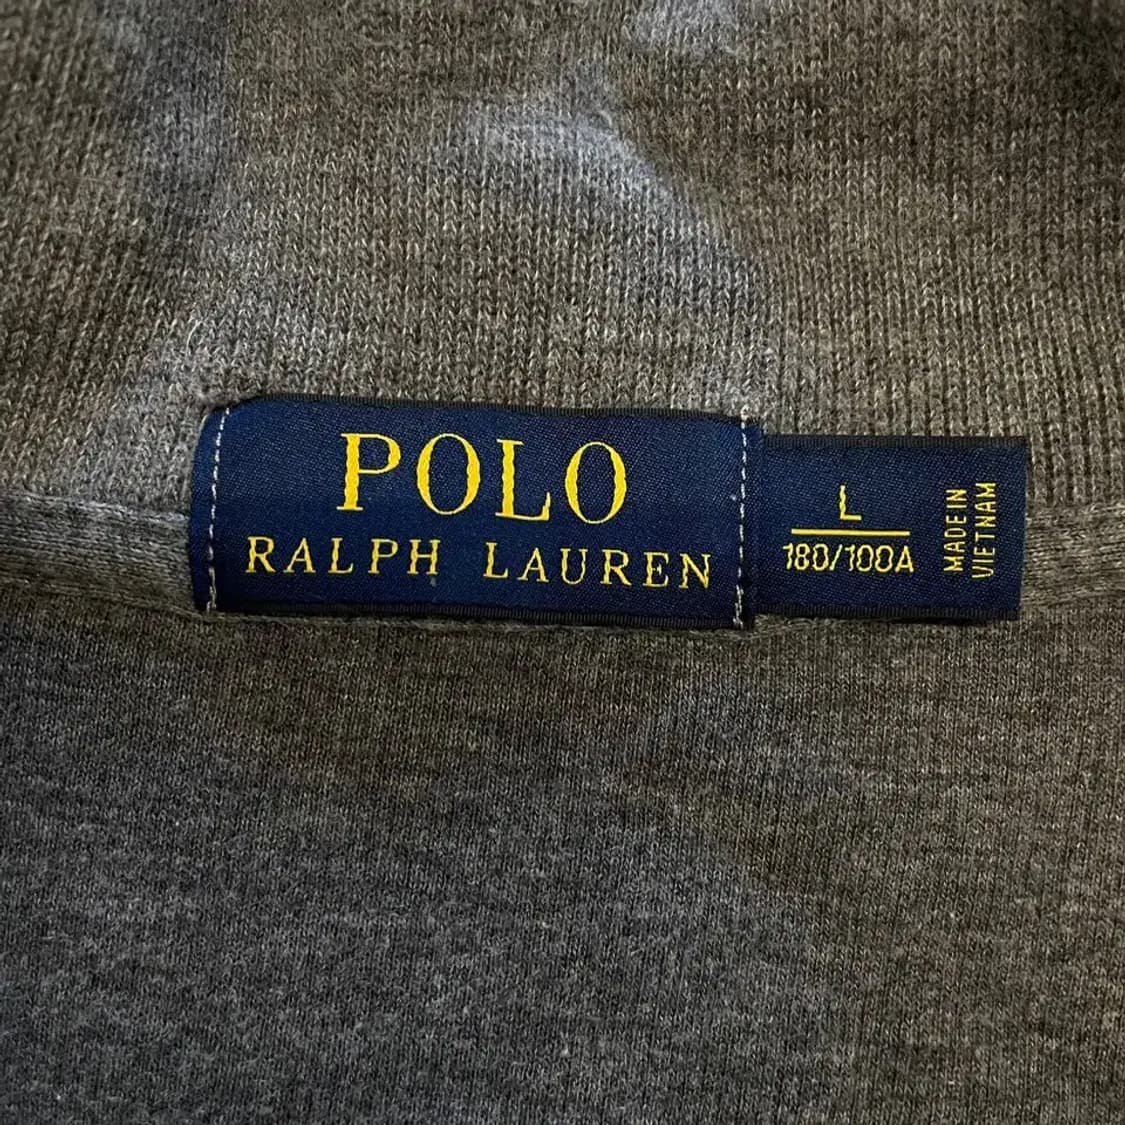 POLO
RALPH LAUREN
L
180/100A
MADE IN
VIETNAM